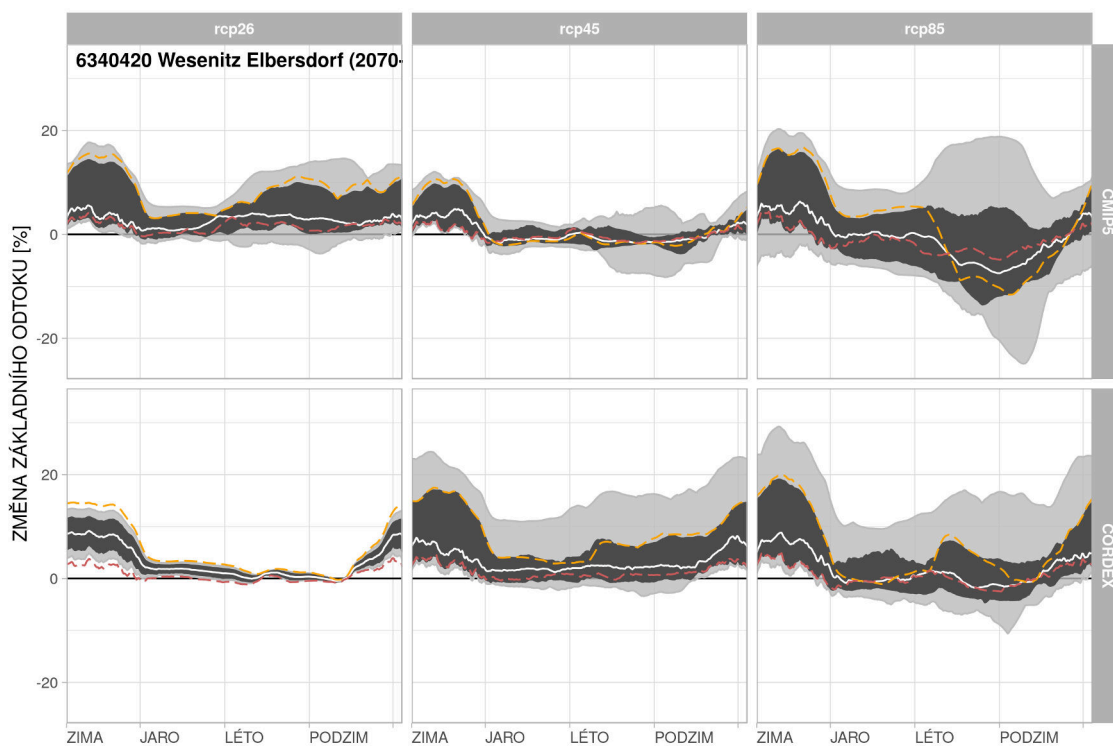 rcp26 rcp45 rcp85
6340420 Wesenitz Elbersdorf (2070-
ZMĚNA ZÁKLADNÍHO ODTOKU [%]
20
0
-20
CMIP5
20
0
-20
CORDEX
ZIMA JARO LÉTO PODZIM ZIMA JARO LÉTO PODZIM ZIMA JARO LÉTO PODZIM